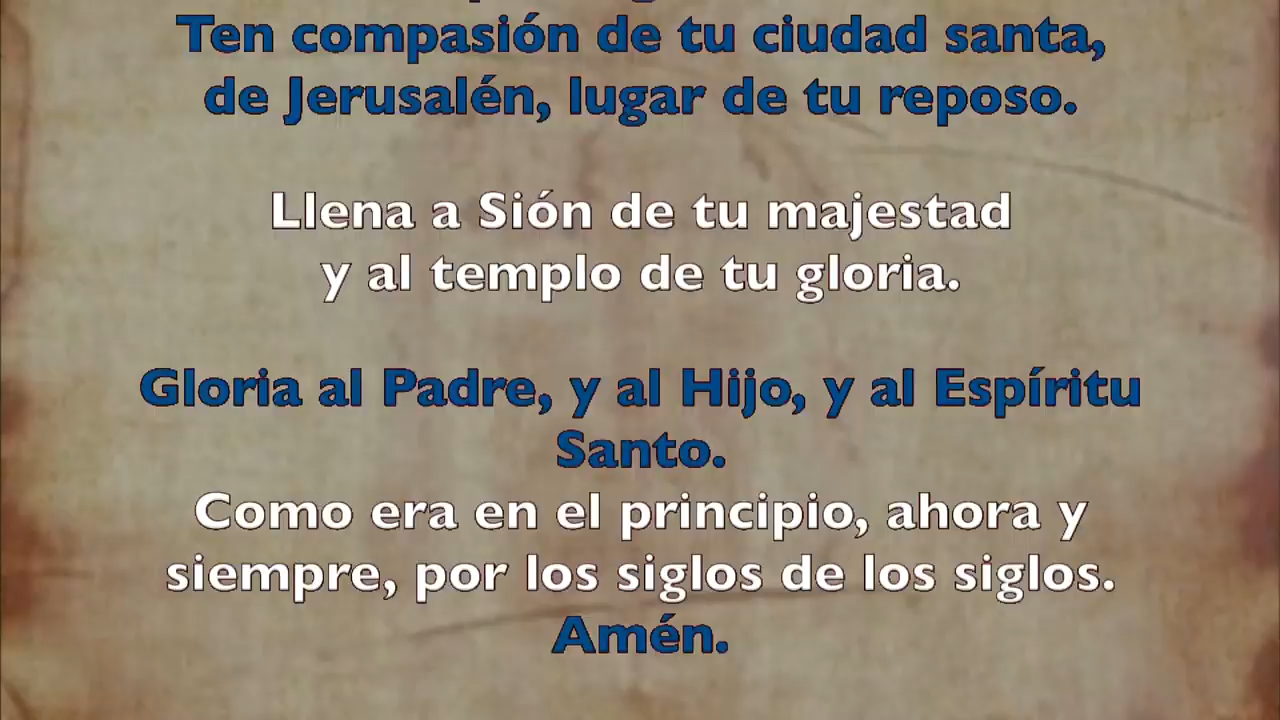 Ten compasión de tu ciudad santa,
de Jerusalén, lugar de tu reposo.
Llena a Sión de tu majestad
y al templo de tu gloria.
Gloria al Padre, y al Hijo, y al Espíritu
Santo.
Como era en el principio, ahora y
siempre, por los siglos de los siglos.
Amén.